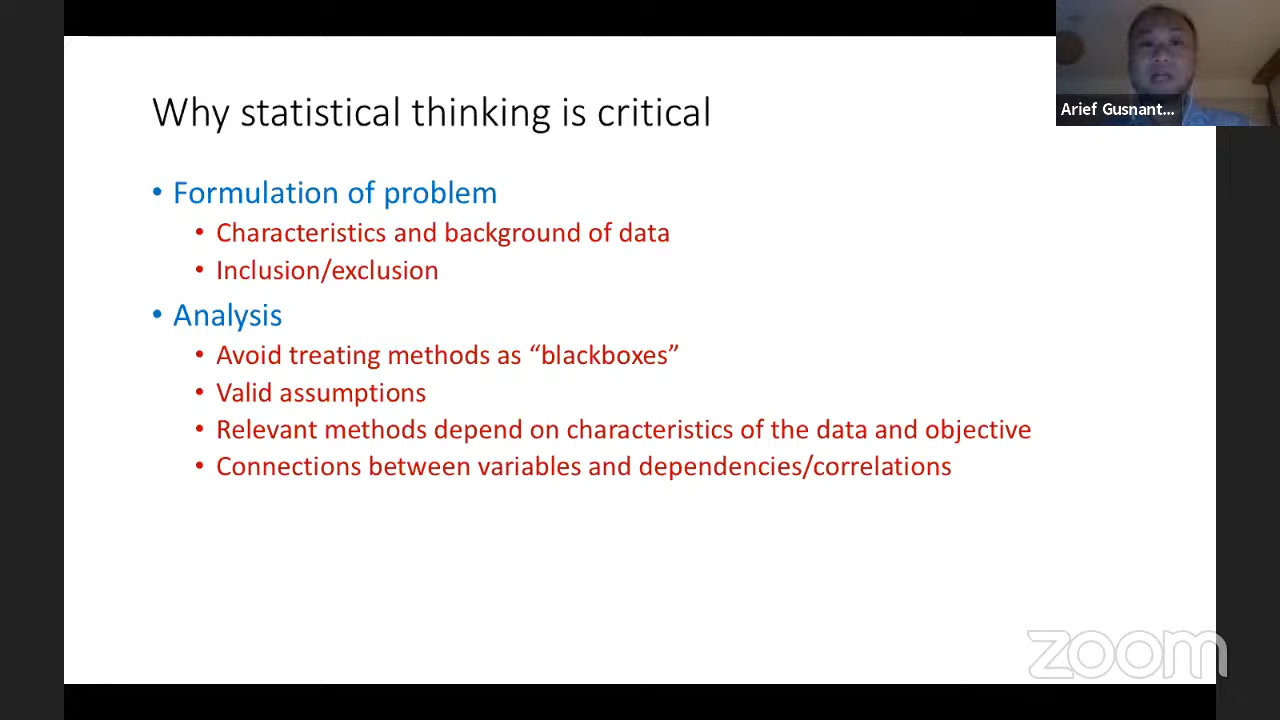 Why statistical thinking is critical
• Formulation of problem
• Characteristics and background of data
• Inclusion/exclusion
• Analysis
• Avoid treating methods as “blackboxes”
• Valid assumptions
• Relevant methods depend on characteristics of the data and objective
• Connections between variables and dependencies/correlations
Arief Gusnant...
zoom